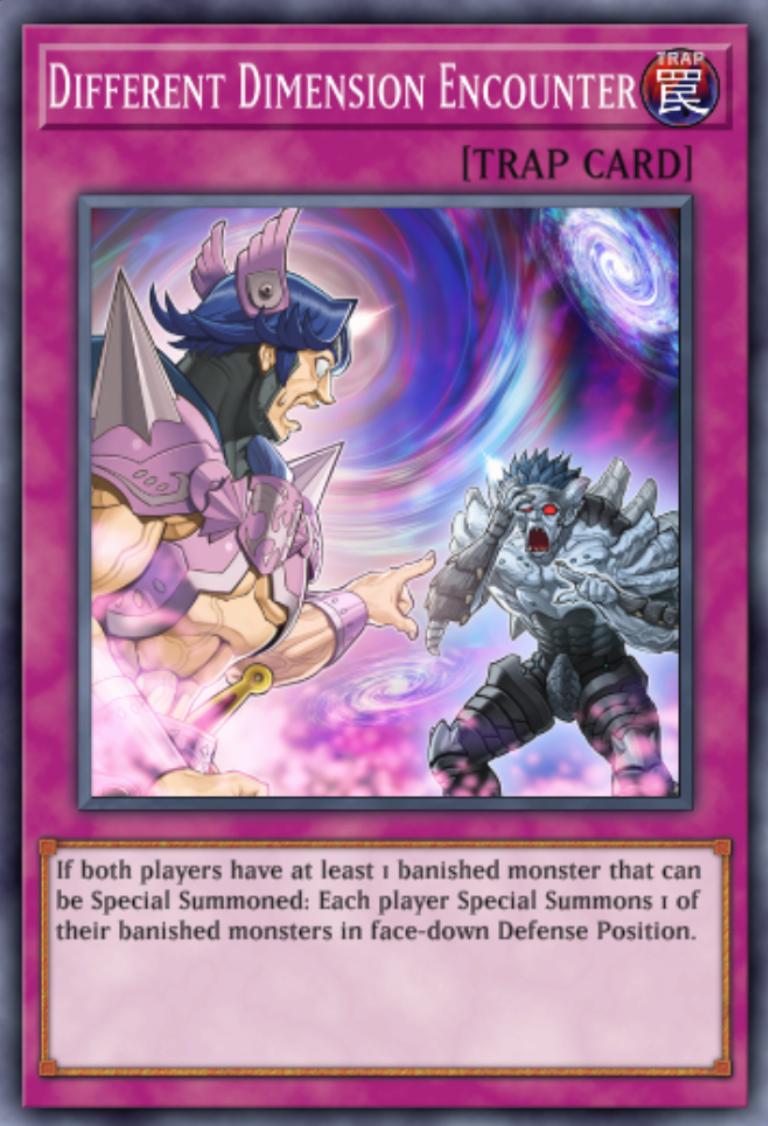 DIFFERENT DIMENSION ENCOUNTER
TRAP
罠
[TRAP CARD]
If both players have at least 1 banished monster that can
be Special Summoned: Each player Special Summons 1 of
their banished monsters in face-down Defense Position.